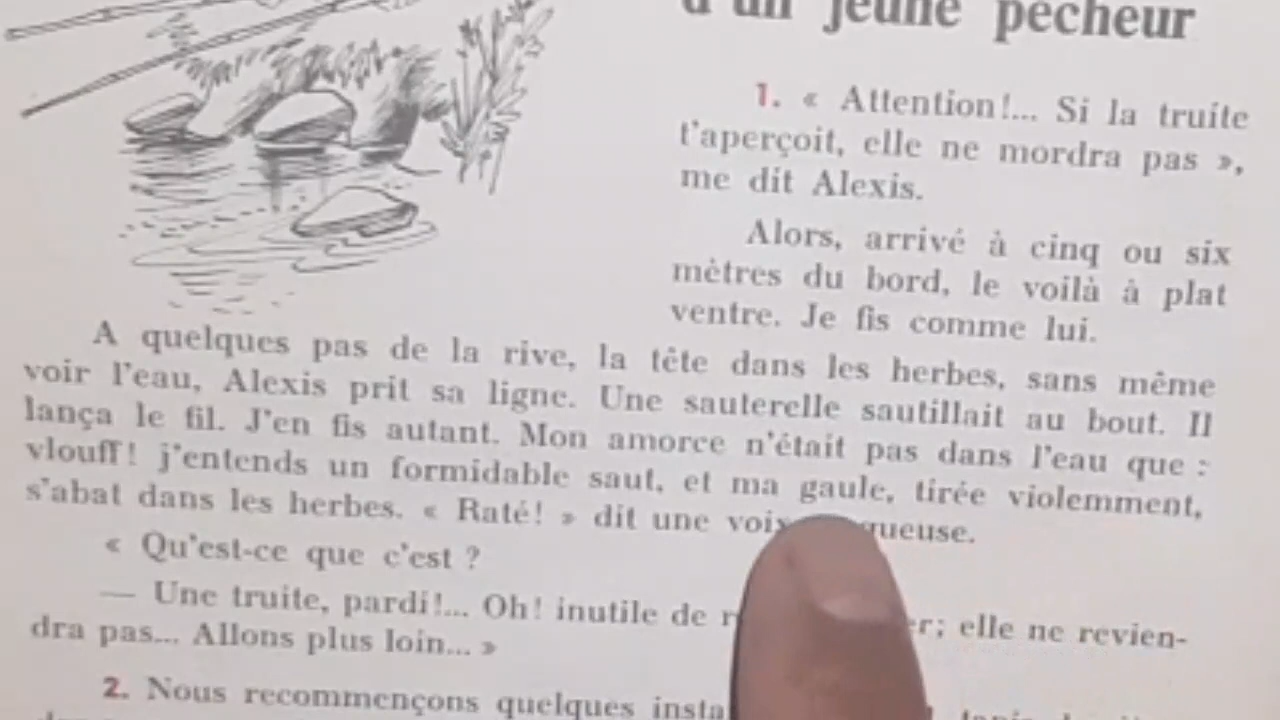 d'un jeune pêcheur
1. « Attention!... Si la truite
t'aperçoit, elle ne mordra pas »,
me dit Alexis.
Alors, arrivé à cinq ou six
mètres du bord, le voilà à plat
ventre. Je fis comme lui.
A quelques pas de la rive, la tête dans les herbes, sans même
voir l'eau, Alexis prit sa ligne. Une sauterelle sautillait au bout. Il
lança le fil. J'en fis autant. Mon amorce n'était pas dans l'eau que :
vlouff! j'entends un formidable saut, et ma gaule, tirée violemment,
s'abat dans les herbes. « Raté! » dit une voix
« Qu'est-ce que c'est ?
— Une truite, pardi!... Oh! inutile de elle ne revien-
dra pas... Allons plus loin... »
2. Nous recommençons quelques